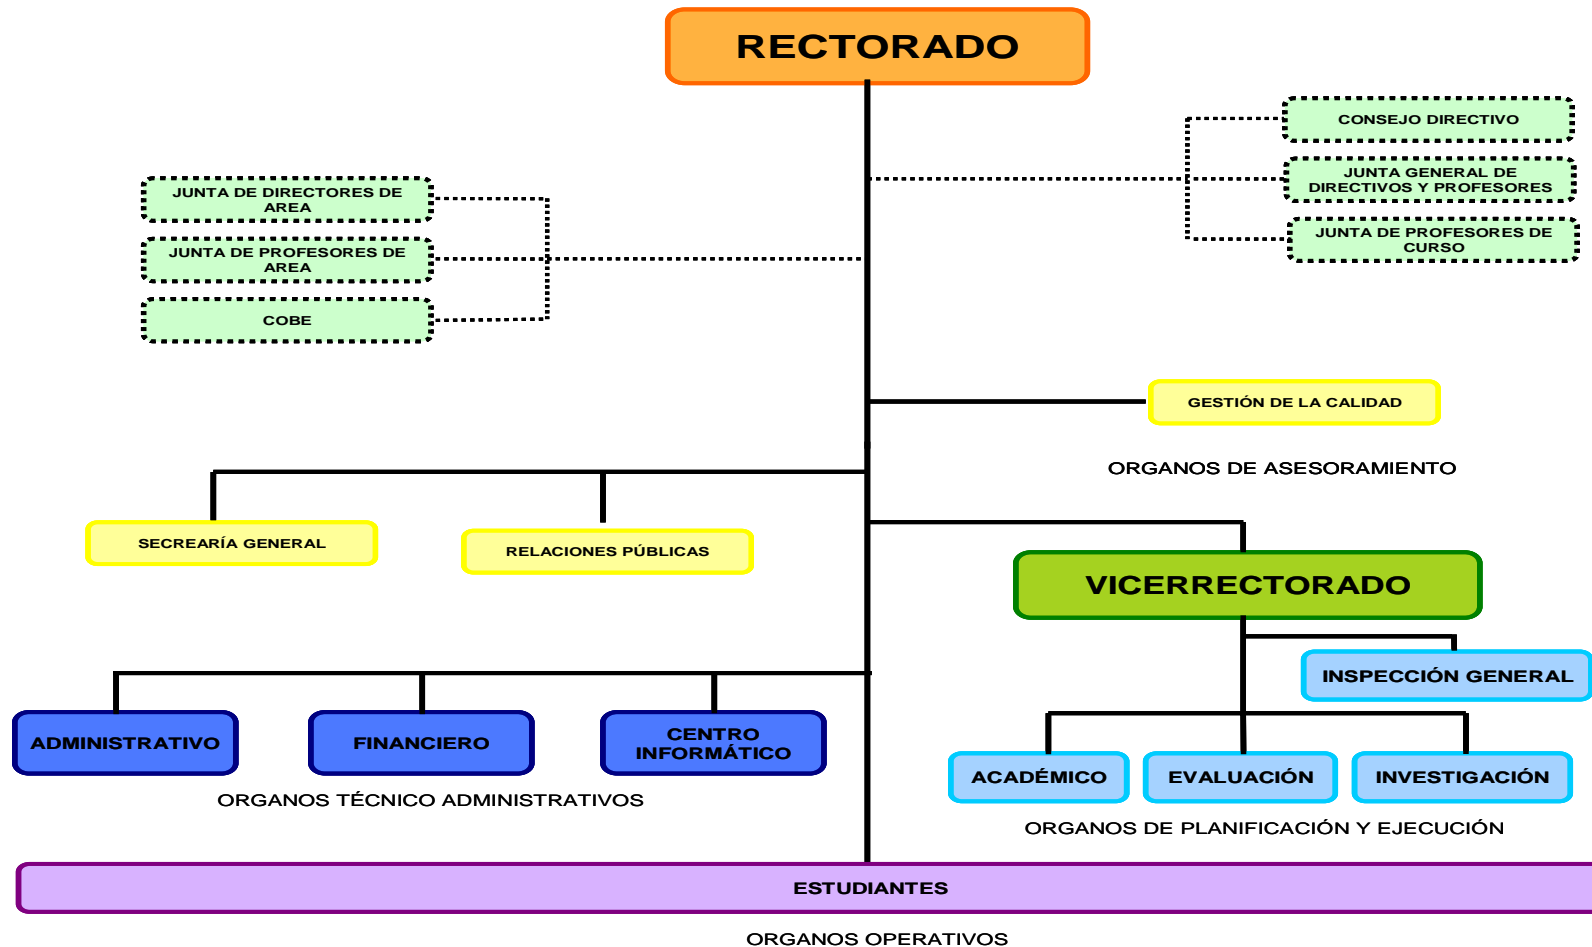 RECTORADO
CONSEJO DIRECTIVO
JUNTA GENERAL DE
DIRECTIVOS Y PROFESORES
JUNTA DE PROFESORES DE
CURSO
JUNTA DE DIRECTORES DE
AREA
JUNTA DE PROFESORES DE
AREA
COBE
GESTIÓN DE LA CALIDAD
ORGANOS DE ASESORAMIENTO
SECREARÍA GENERAL
RELACIONES PÚBLICAS
VICERRECTORADO
INSPECCIÓN GENERAL
ADMINISTRATIVO
FINANCIERO
CENTRO
INFORMÁTICO
ACADÉMICO
EVALUACIÓN
INVESTIGACIÓN
ORGANOS TÉCNICO ADMINISTRATIVOS
ORGANOS DE PLANIFICACIÓN Y EJECUCIÓN
ESTUDIANTES
ORGANOS OPERATIVOS